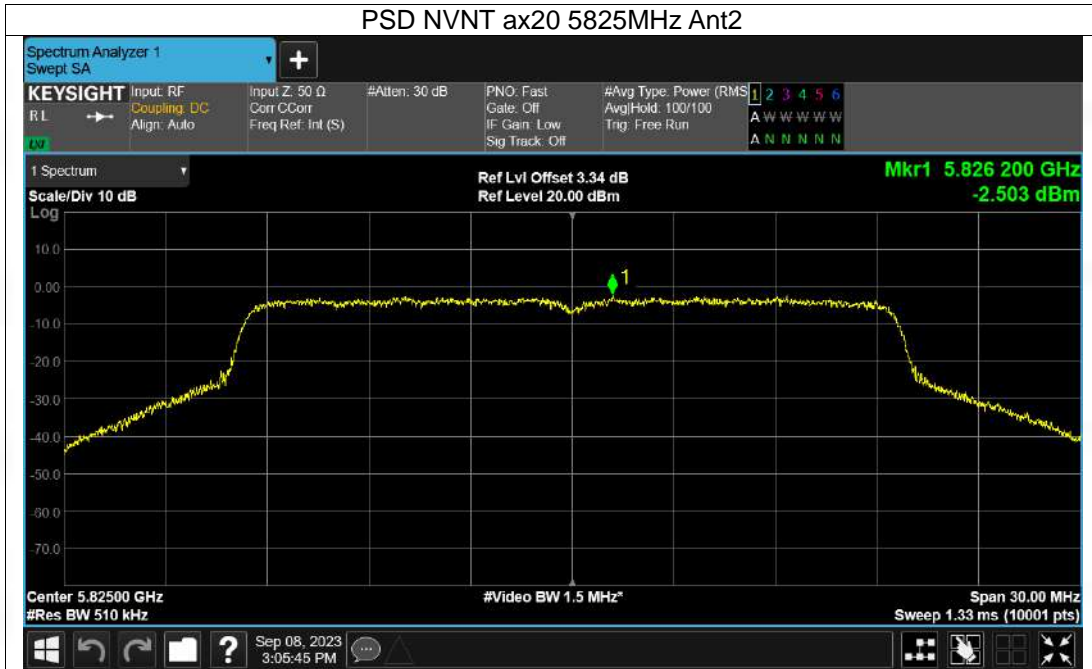 PSD NVNT ax20 5825MHz Ant2
Spectrum Analyzer 1
Swept SA
+
KEYSIGHT
R L
LXI
Input: RF
Coupling: DC
Align: Auto
Input Z: 50 Ω
Corr CCorr
Freq Ref: Int (S)
#Atten: 30 dB
PNO: Fast
Gate: Off
IF Gain: Low
Sig Track: Off
#Avg Type: Power (RMS
Avg|Hold: 100/100
Trig: Free Run
1 2 3 4 5 6
A W W W W W
A N N N N N
1 Spectrum
Scale/Div 10 dB
Log
Ref Lvl Offset 3.34 dB
Ref Level 20.00 dBm
Mkr1 5.826 200 GHz
-2.503 dBm
10.0
0.00
-10.0
-20.0
-30.0
-40.0
-50.0
-60.0
-70.0
1
Center 5.82500 GHz
#Res BW 510 kHz
#Video BW 1.5 MHz*
Span 30.00 MHz
Sweep 1.33 ms (10001 pts)
?
Sep 08, 2023
3:05:45 PM